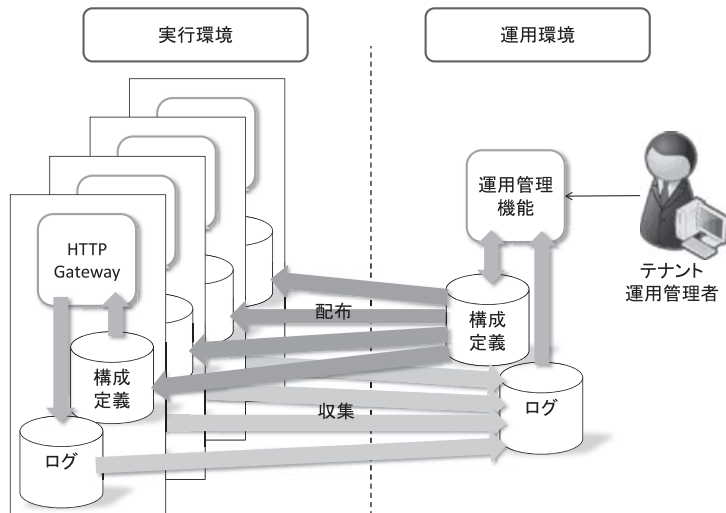 実行環境
運用環境
HTTP
Gateway
構成
定義
ログ
配布
収集
運用管理
機能
構成
定義
ログ
テナント
運用管理者